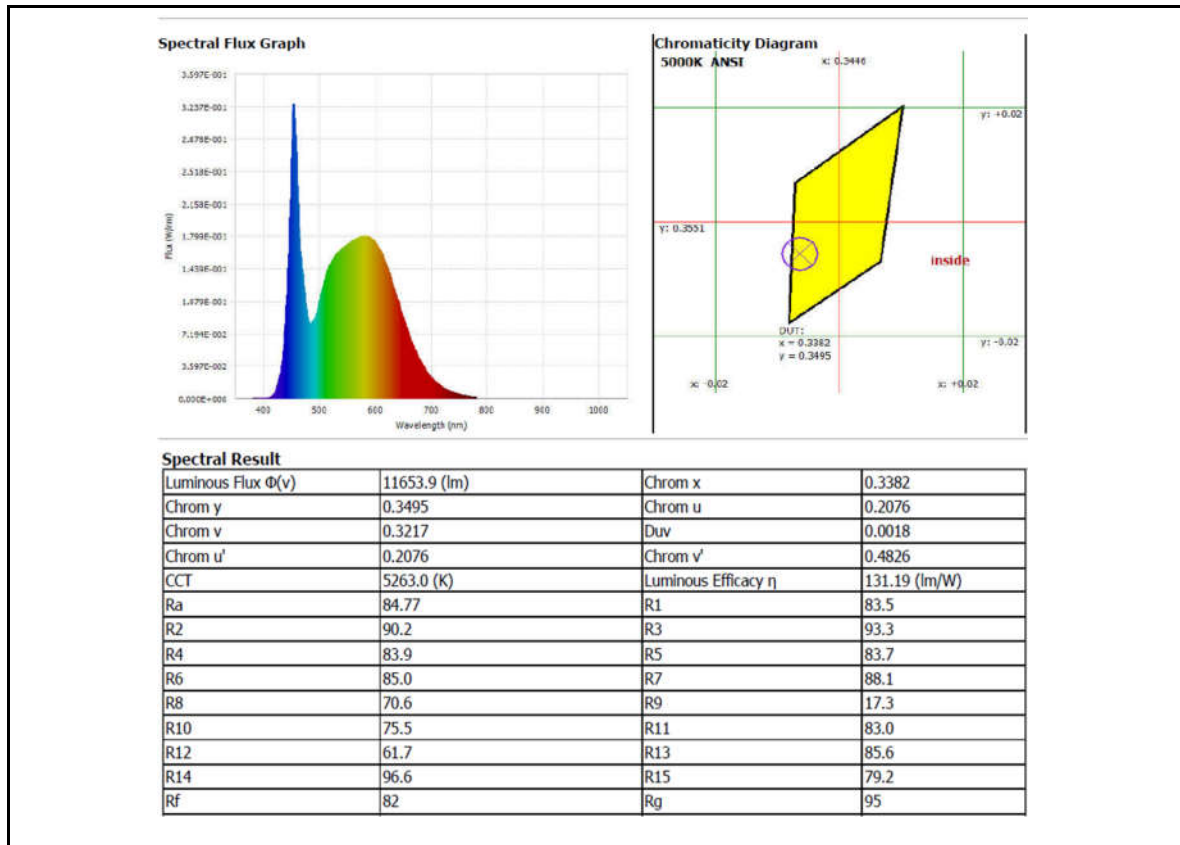 Spectral Flux Graph
3.597E-001
3.237E-001
2.878E-001
2.518E-001
2.158E-001
1.799E-001
1.439E-001
1.079E-001
7.194E-002
3.597E-002
0.000E+000
Flux (W/nm)
400 500 600 700 800 900 1000
Wavelength (nm)
Chromaticity Diagram
5000K ANSI
x: 0.3446
y: +0.02
y: 0.3551
inside
DUT:
x = 0.3382
y = 0.3495
y: -0.02
x: -0.02
x: +0.02
Spectral Result
Luminous Flux Φ(v) 11653.9 (lm) Chrom x 0.3382
Chrom y 0.3495 Chrom u 0.2076
Chrom v 0.3217 Duv 0.0018
Chrom u' 0.2076 Chrom v' 0.4826
CCT 5263.0 (K) Luminous Efficacy η 131.19 (lm/W)
Ra 84.77 R1 83.5
R2 90.2 R3 93.3
R4 83.9 R5 83.7
R6 85.0 R7 88.1
R8 70.6 R9 17.3
R10 75.5 R11 83.0
R12 61.7 R13 85.6
R14 96.6 R15 79.2
Rf 82 Rg 95